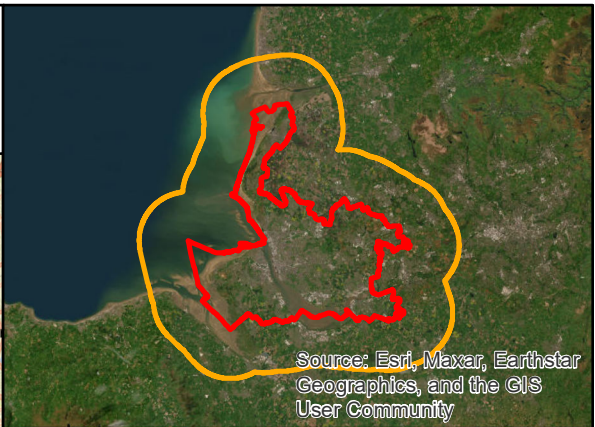 Source: Esri, Maxar, Earthstar
Geographics, and the GIS
User Community